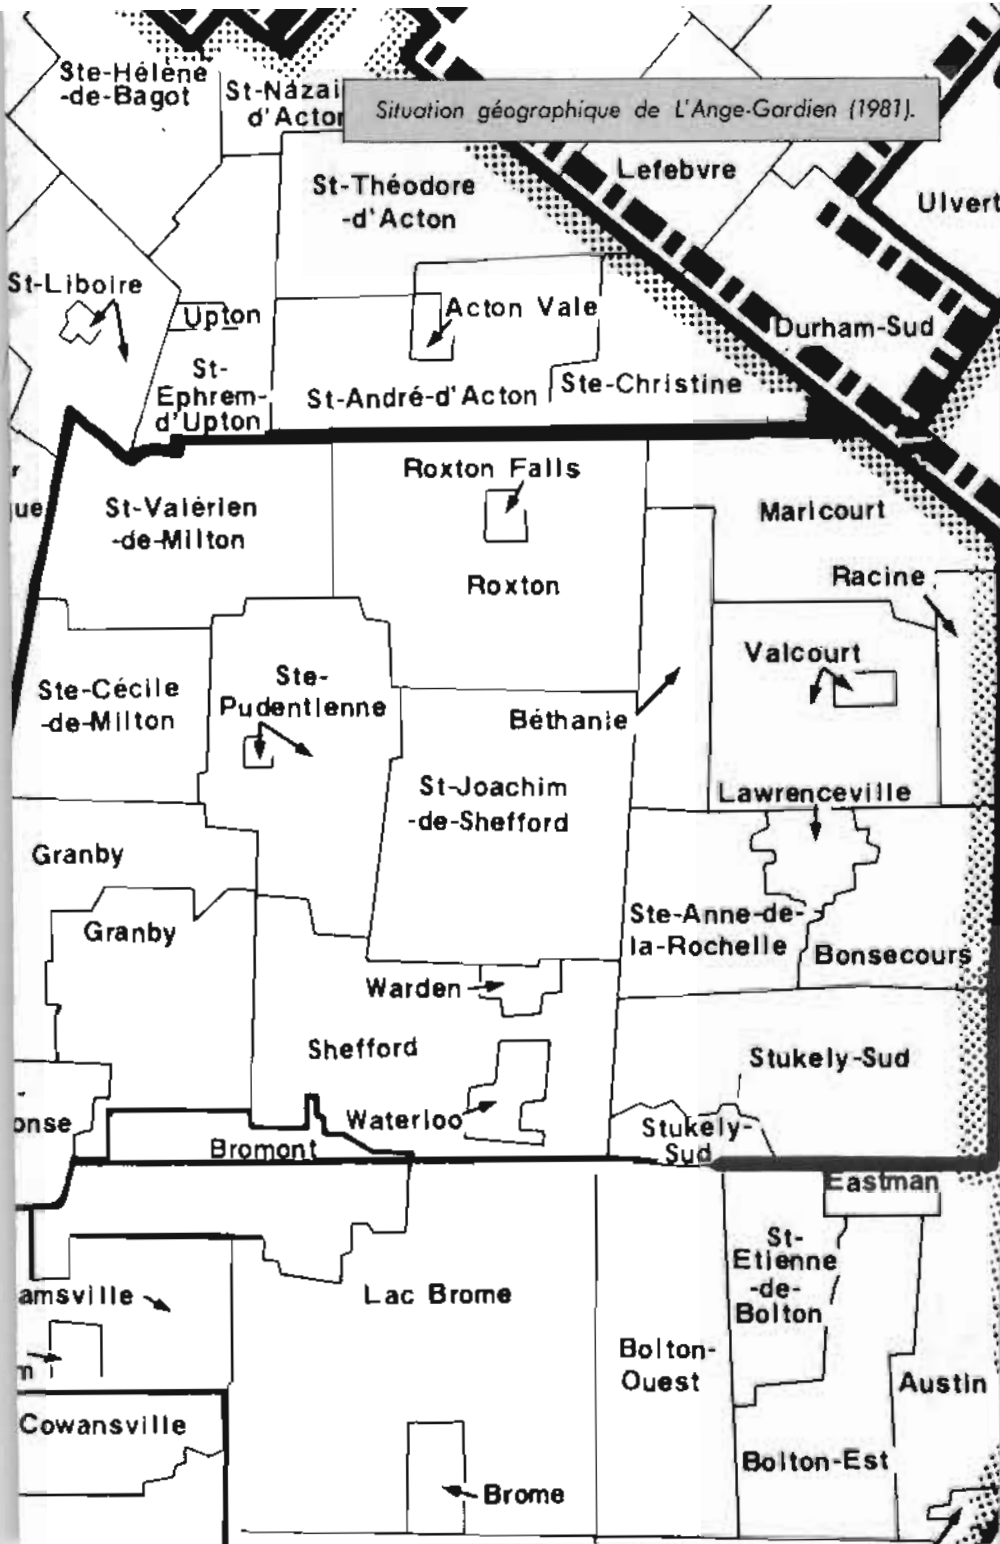 Ste-Hélène
-de-Bagot
St-Nazai
d'Acton
Situation géographique de L'Ange-Gardien (1981).
Lefebvre
St-Théodore
-d'Acton
Ulvert
St-Liboire
Upton
Acton Vale
Durham-Sud
St-
Ephrem-
d'Upton
St-André-d'Acton
Ste-Christine
Roxton Falls
r
que
St-Valérien
-de-Milton
Maricourt
Roxton
Racine
Valcourt
Ste-Cécile
-de-Milton
Ste-
Pudentienne
Béthanie
St-Joachim
-de-Shefford
Lawrenceville
Granby
Granby
Ste-Anne-de-
la-Rochelle
Bonsecours
Warden
Shefford
Stukely-Sud
onse
Waterloo
Bromont
Stukely-
Sud
Eastman
St-
Etienne
-de-
Bolton
amsville
Lac Brome
m
Bolton-
Ouest
Austin
Cowansville
Bolton-Est
Brome